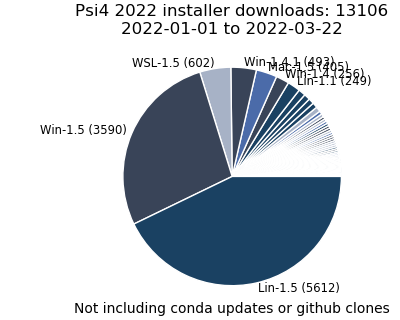 Psi4 2022 installer downloads: 13106
2022-01-01 to 2022-03-22
WSL-1.5 (602)
Win-1.4.1 (493)
Mac-1.5 (405)
Win-1.4 (256)
Lin-1.1 (249)
Win-1.5 (3590)
Lin-1.5 (5612)
Not including conda updates or github clones